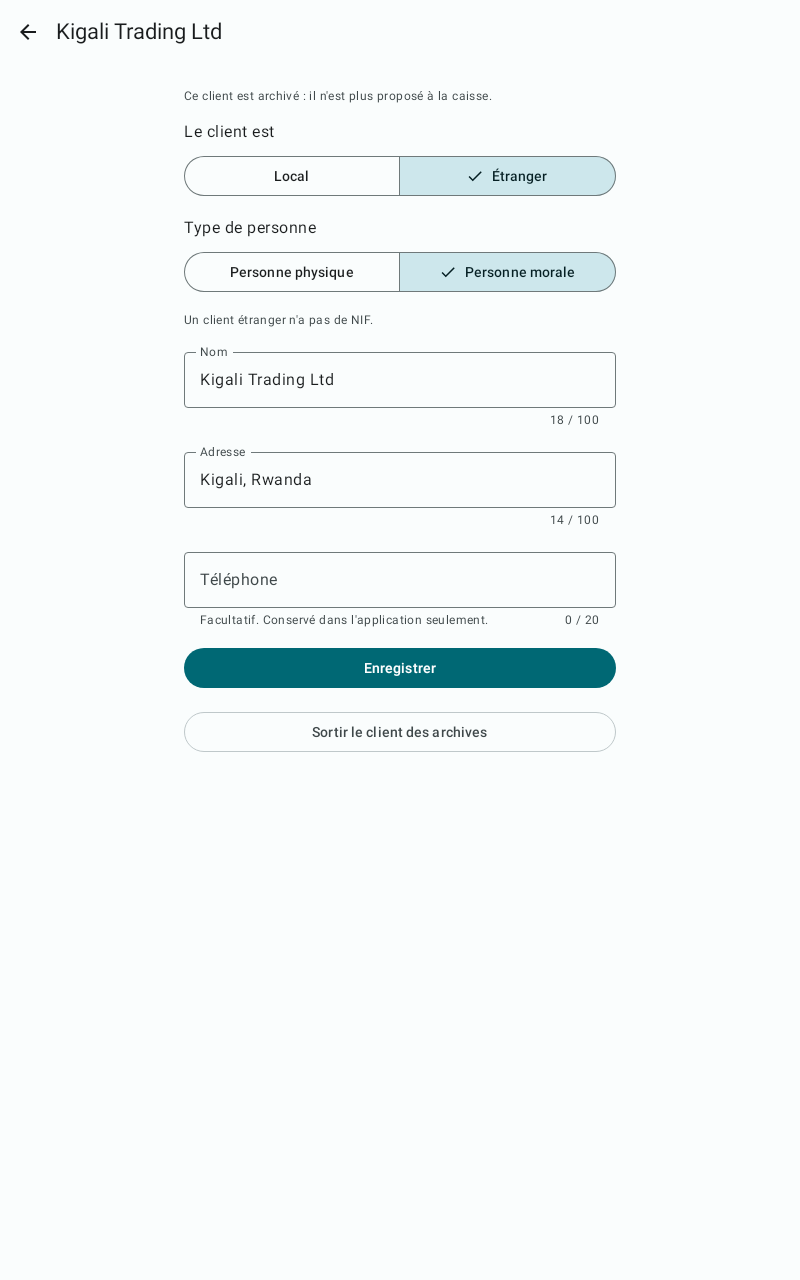 Kigali Trading Ltd
Ce client est archivé : il n'est plus proposé à la caisse.
Le client est
Local
Étranger
Type de personne
Personne physique
Personne morale
Un client étranger n'a pas de NIF.
Nom
Kigali Trading Ltd
18 / 100
Adresse
Kigali, Rwanda
14 / 100
Téléphone
Facultatif. Conservé dans l'application seulement.
0 / 20
Enregistrer
Sortir le client des archives